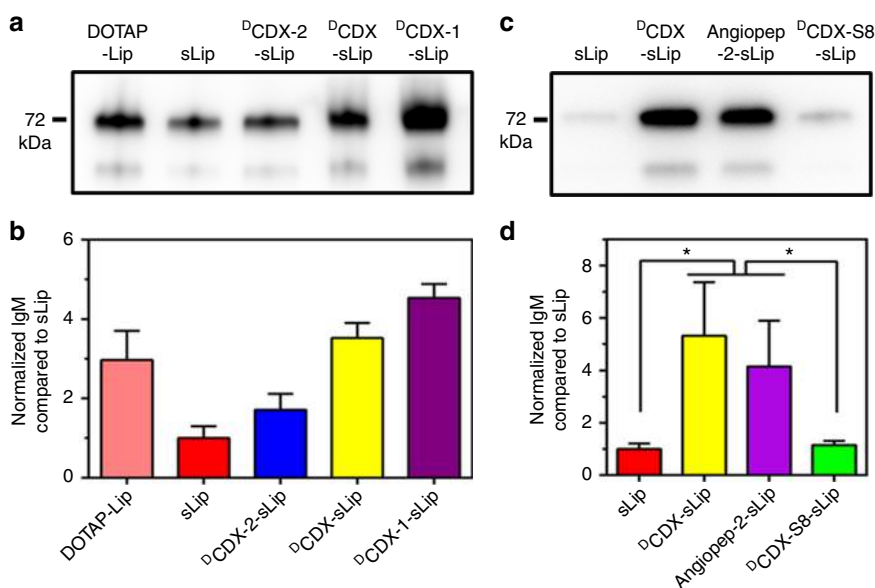 a
DOTAP
-Lip
sLip
ᴰCDX-2
-sLip
ᴰCDX
-sLip
ᴰCDX-1
-sLip
72
kDa
b
Normalized IgM
compared to sLip
6
4
2
0
DOTAP-Lip
sLip
ᴰCDX-2-sLip
ᴰCDX-sLip
ᴰCDX-1-sLip
c
sLip
ᴰCDX
-sLip
Angiopep
-2-sLip
ᴰCDX-S8
-sLip
72
kDa
d
Normalized IgM
compared to sLip
8
6
4
2
0
* *
sLip
ᴰCDX-sLip
Angiopep-2-sLip
ᴰCDX-S8-sLip